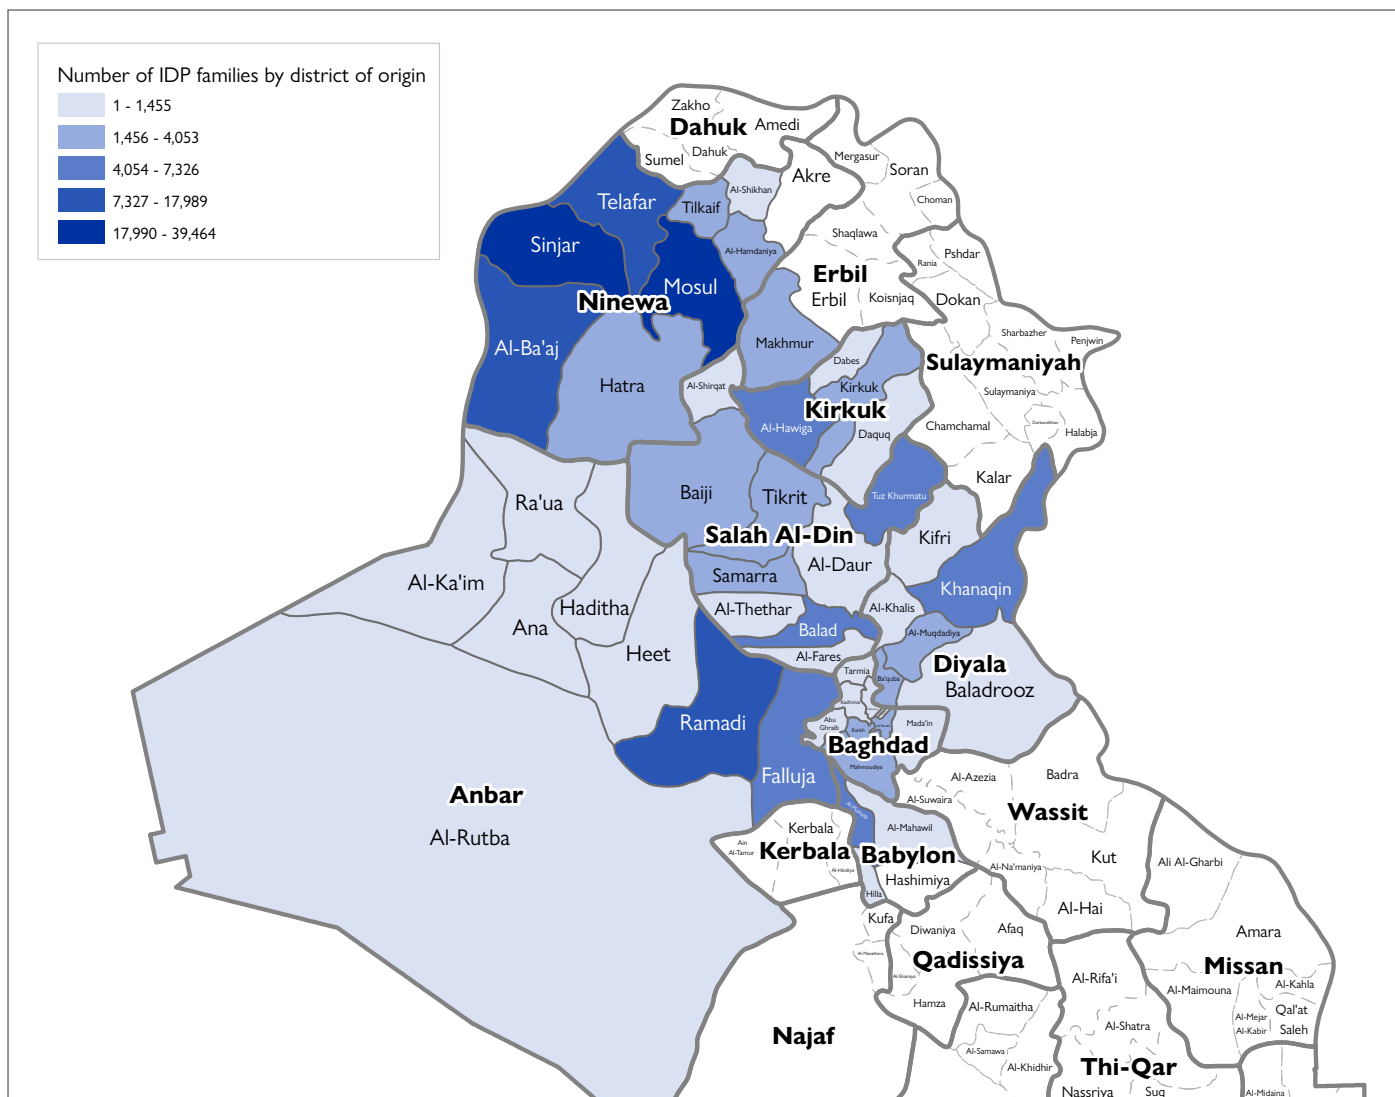 Number of IDP families by district of origin
1 - 1,455
1,456 - 4,053
4,054 - 7,326
7,327 - 17,989
17,990 - 39,464
Zakho
Dahuk
Amedi
Dahuk
Sumel
Mergasur
Soran
Akre
Al-Shikhan
Choman
Telafar
Tilkaif
Shaqlawa
Sinjar
Al-Hamdaniya
Pshdar
Rania
Erbil
Erbil
Koisnjaq
Dokan
Mosul
Ninewa
Sharbazher
Penjwin
Makhmur
Al-Ba'aj
Dabes
Sulaymaniyah
Hatra
Al-Shirqat
Kirkuk
Sulaymaniya
Kirkuk
Al-Hawiga
Daquq
Chamchamal
Halabja
Kalar
Baiji
Tikrit
Tuz Khurmatu
Ra'ua
Salah Al-Din
Kifri
Al-Daur
Samarra
Al-Ka'im
Khanaqin
Haditha
Al-Thethar
Al-Khalis
Ana
Balad
Al-Muqdadiya
Heet
Al-Fares
Diyala
Tarmia
Ba'quba
Baladrooz
Kadhimia
Ramadi
Abu
Ghraib
Karkh
Mada'in
Baghdad
Mahmoudiya
Falluja
Al-Azezia
Badra
Anbar
Al-Suwaira
Wassit
Al-Rutba
Kerbala
Al-Mahawil
Ain
Al-Tamur
Kerbala
Babylon
Kut
Ali Al-Gharbi
Al-Hindiya
Al-Na'maniya
Hashimiya
Hilla
Al-Hai
Kufa
Diwaniya
Afaq
Amara
Qadissiya
Missan
Al-Shamiya
Al-Rifa'i
Al-Kahla
Al-Maimouna
Hamza
Al-Rumaitha
Qal'at
Saleh
Al-Mejar
Al-Kabir
Al-Shatra
Najaf
Al-Samawa
Al-Khidhir
Thi-Qar
Nassriya
Suq
Al-Midaina